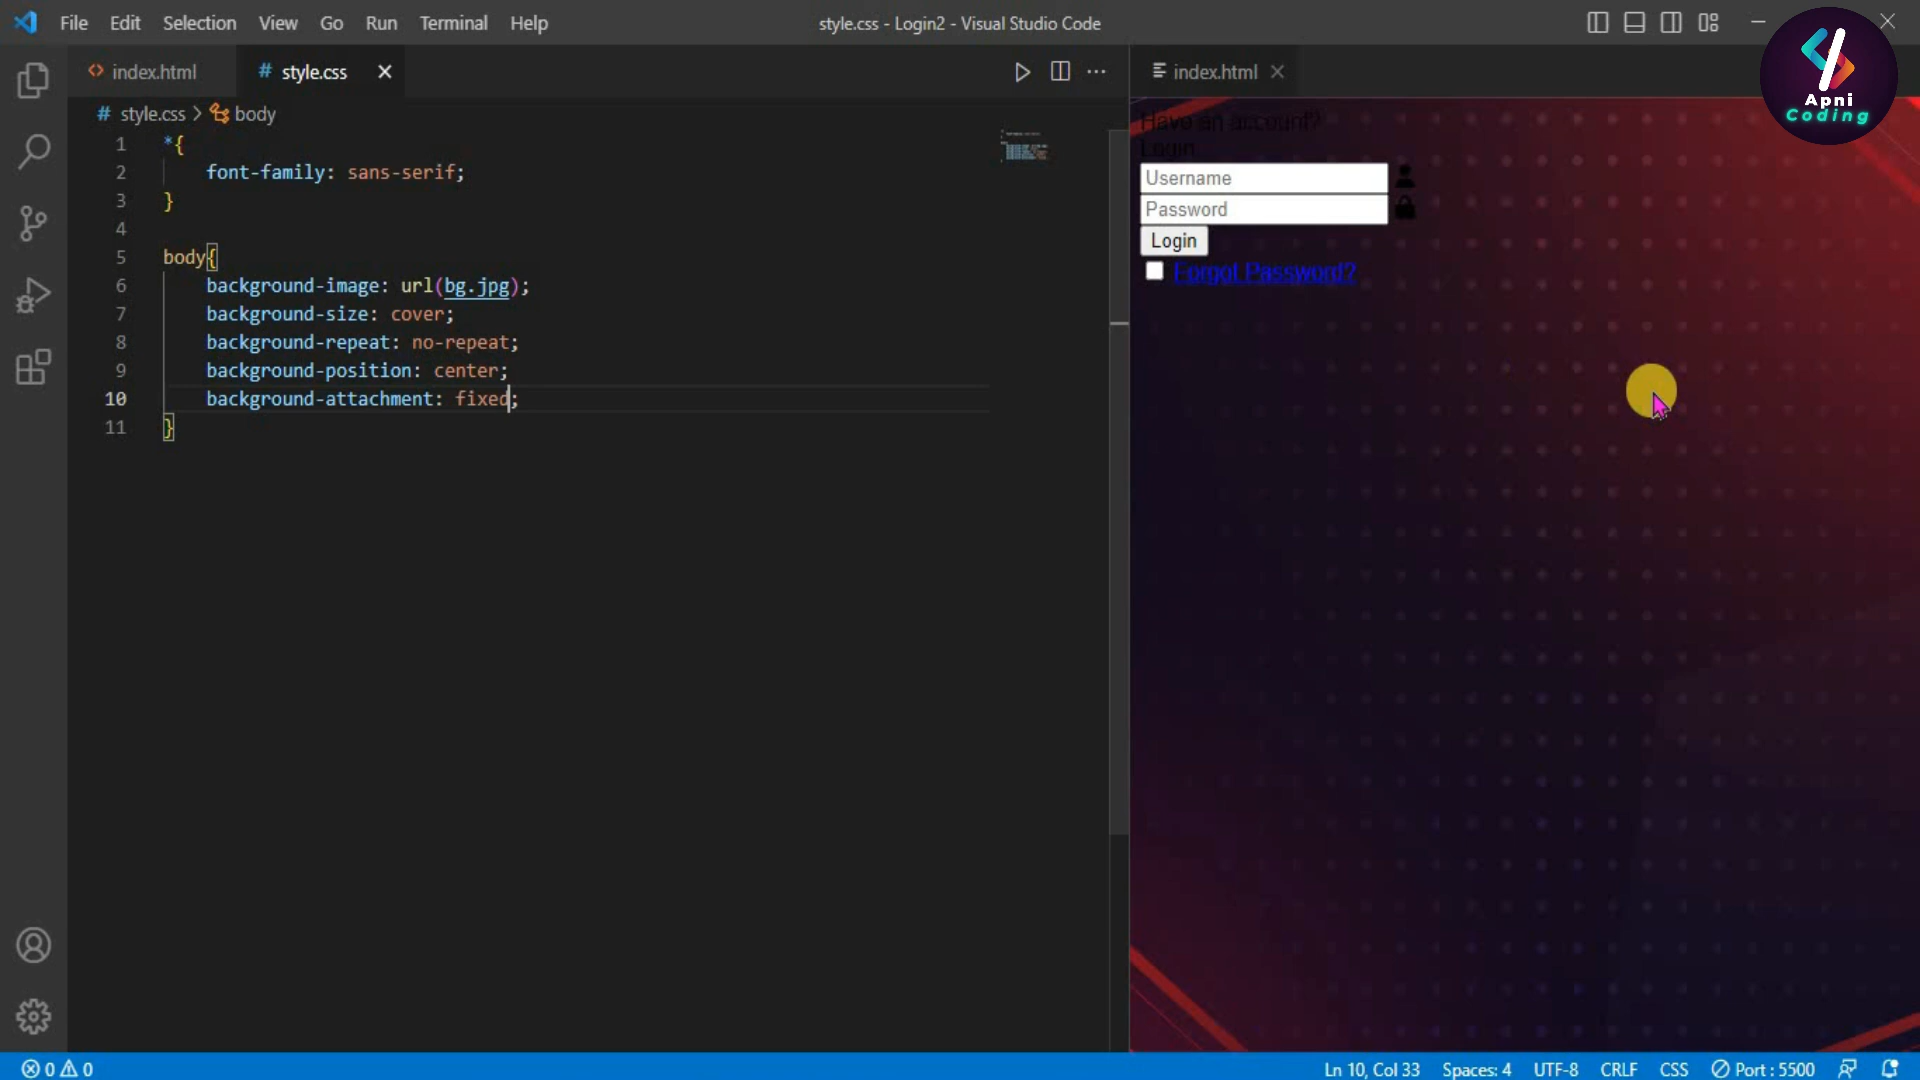 File Edit Selection View Go Run Terminal Help
style.css - Login2 - Visual Studio Code
index.html
# style.css
# style.css > body
1 *{
2 font-family: sans-serif;
3 }
4
5 body{
6 background-image: url(bg.jpg);
7 background-size: cover;
8 background-repeat: no-repeat;
9 background-position: center;
10 background-attachment: fixed;
11 }
index.html
Apni
Coding
Have an account?
Login
Username
Password
Login
Forgot Password?
0 0
Ln 10, Col 33 Spaces: 4 UTF-8 CRLF CSS Port : 5500